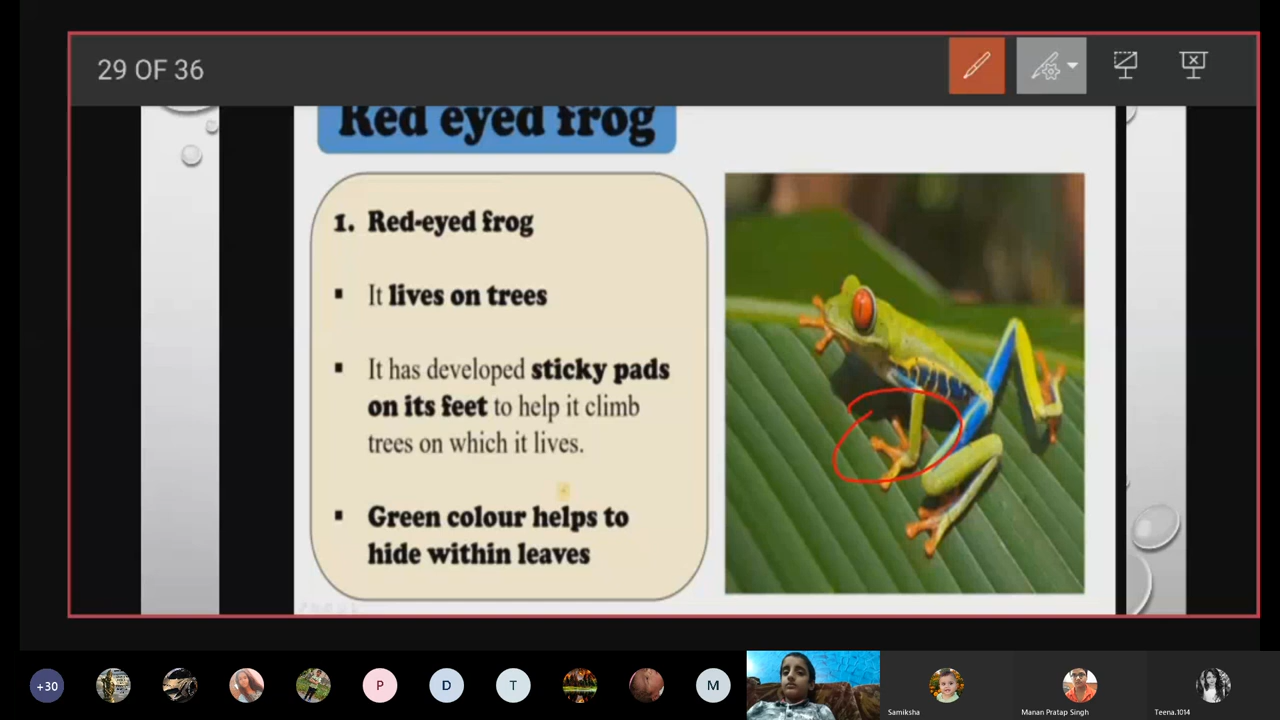 29 OF 36
Red eyed frog
1. Red-eyed frog
▪ It lives on trees
▪ It has developed sticky pads
on its feet to help it climb
trees on which it lives.
▪ Green colour helps to
hide within leaves
+30
P
D
T
M
Samiksha
Manan Pratap Singh
Teena.1014